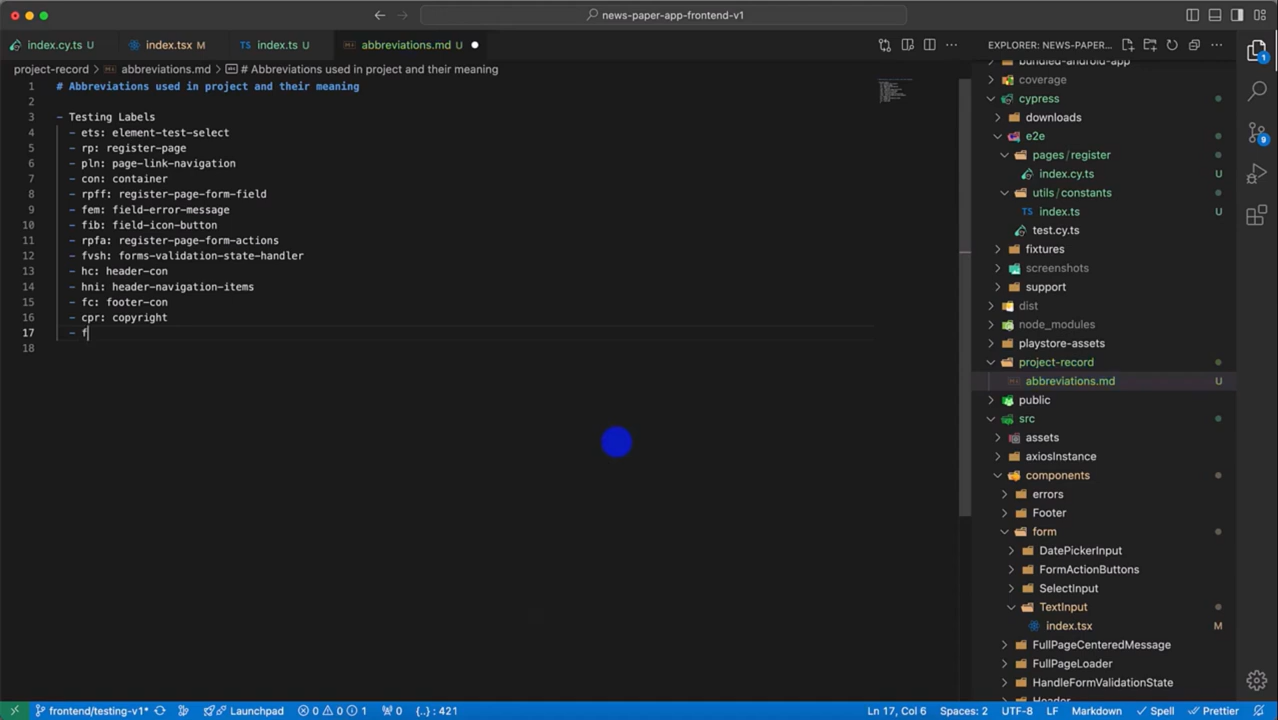 news-paper-app-frontend-v1
index.cy.ts U
index.tsx M
TS index.ts U
abbreviations.md U
EXPLORER: NEWS-PAPER...
project-record > abbreviations.md > # Abbreviations used in project and their meaning
1 # Abbreviations used in project and their meaning
2
3 - Testing Labels
4 - ets: element-test-select
5 - rp: register-page
6 - pln: page-link-navigation
7 - con: container
8 - rpff: register-page-form-field
9 - fem: field-error-message
10 - fib: field-icon-button
11 - rpfa: register-page-form-actions
12 - fvsh: forms-validation-state-handler
13 - hc: header-con
14 - hni: header-navigation-items
15 - fc: footer-con
16 - cpr: copyright
17 - f
18
bundled-android-app
coverage
cypress
downloads
e2e
pages/register
index.cy.ts U
utils/constants
TS index.ts U
test.cy.ts
fixtures
screenshots
support
dist
node_modules
playstore-assets
project-record
abbreviations.md U
public
src
assets
axiosInstance
components
errors
Footer
form
DatePickerInput
FormActionButtons
SelectInput
TextInput
index.tsx M
FullPageCenteredMessage
FullPageLoader
HandleFormValidationState
Header
1
9
frontend/testing-v1*
Launchpad
0 0 1
0
{..} : 421
Ln 17, Col 6
Spaces: 2
UTF-8
LF
Markdown
Spell
Prettier